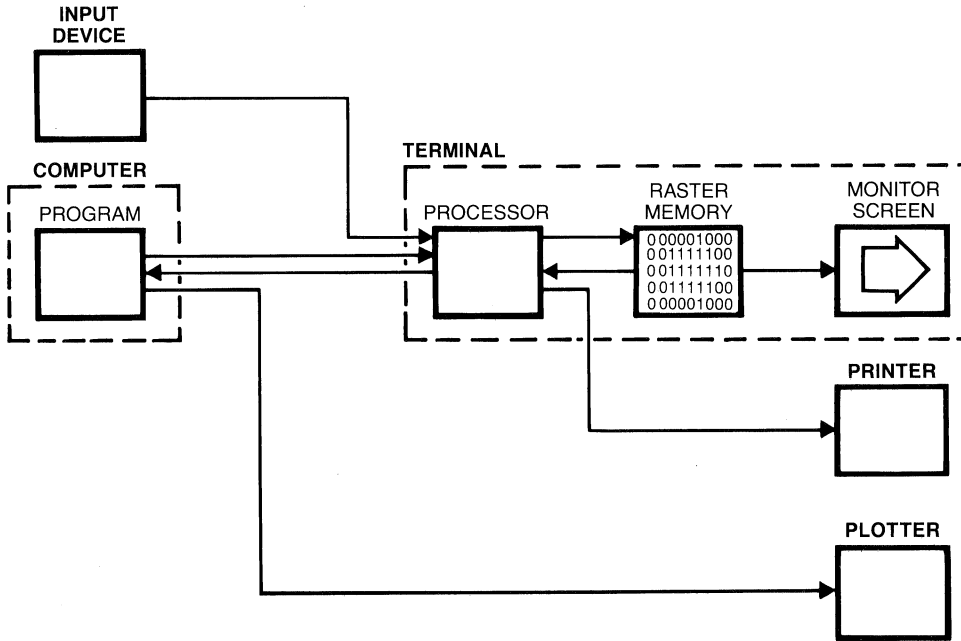 INPUT
DEVICE
COMPUTER
PROGRAM
TERMINAL
PROCESSOR
RASTER
MEMORY
000001000
001111100
001111110
001111100
000001000
MONITOR
SCREEN
PRINTER
PLOTTER